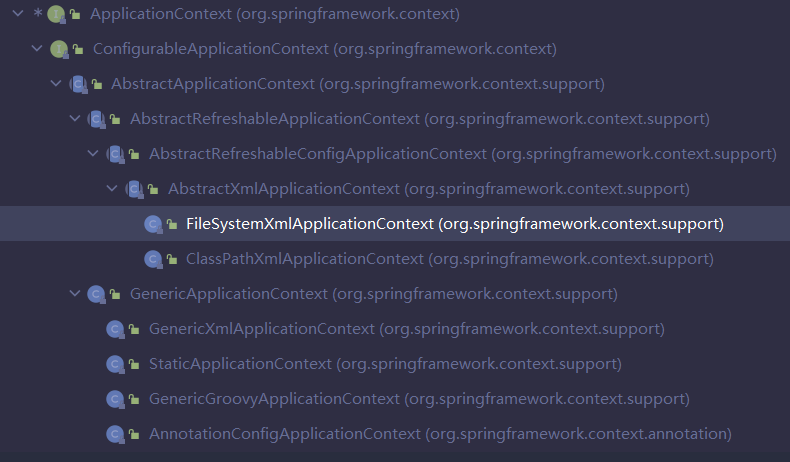 * ApplicationContext (org.springframework.context)
ConfigurableApplicationContext (org.springframework.context)
AbstractApplicationContext (org.springframework.context.support)
AbstractRefreshableApplicationContext (org.springframework.context.support)
AbstractRefreshableConfigApplicationContext (org.springframework.context.support)
AbstractXmlApplicationContext (org.springframework.context.support)
FileSystemXmlApplicationContext (org.springframework.context.support)
ClassPathXmlApplicationContext (org.springframework.context.support)
GenericApplicationContext (org.springframework.context.support)
GenericXmlApplicationContext (org.springframework.context.support)
StaticApplicationContext (org.springframework.context.support)
GenericGroovyApplicationContext (org.springframework.context.support)
AnnotationConfigApplicationContext (org.springframework.context.annotation)